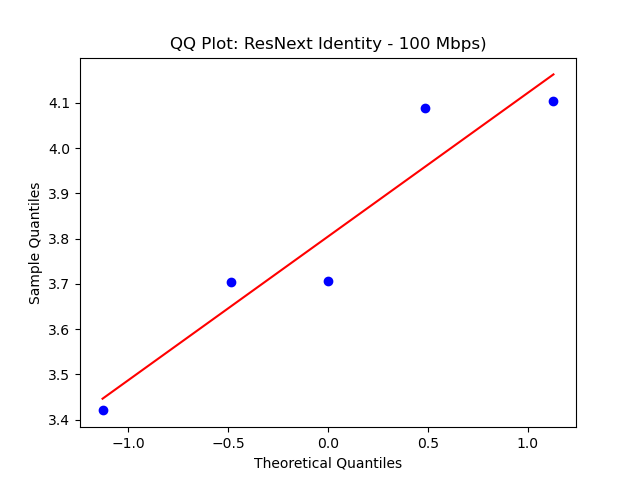 QQ Plot: ResNext Identity - 100 Mbps)
4.1
4.0
3.9
3.8
3.7
3.6
3.5
3.4
Sample Quantiles
−1.0 −0.5 0.0 0.5 1.0
Theoretical Quantiles